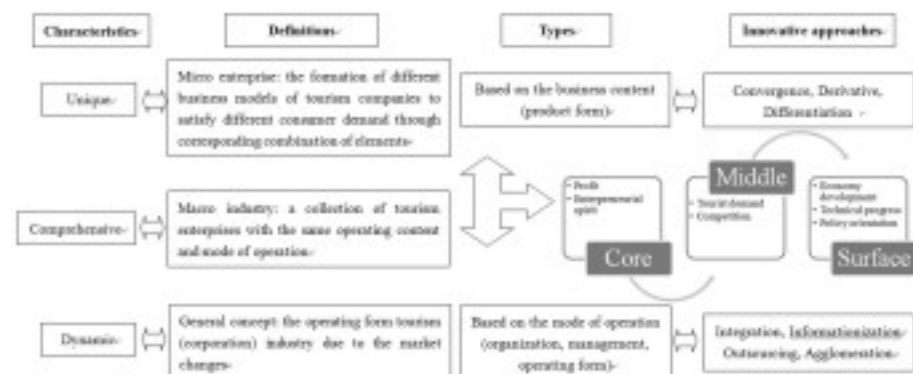 Characteristics
Definitions
Types
Innovative approaches
Unique
Micro enterprise: the formation of different
business models of tourism companies to
satisfy different consumer demand through
corresponding combination of elements
Based on the business content
(product form)
Convergence, Derivative,
Differentiation
Comprehensive
Macro industry: a collection of tourism
enterprises with the same operating content
and mode of operation
• Profit
• Entrepreneurial
spirit
Core
Middle
• Tourist demand
• Competition
• Economy
development
• Technical progress
• Policy orientation
Surface
Dynamic
General concept: the operating form tourism
(corporation) industry due to the market
changes
Based on the mode of operation
(organization, management,
operating form)
Integration, Informationization
Outsourcing, Agglomeration